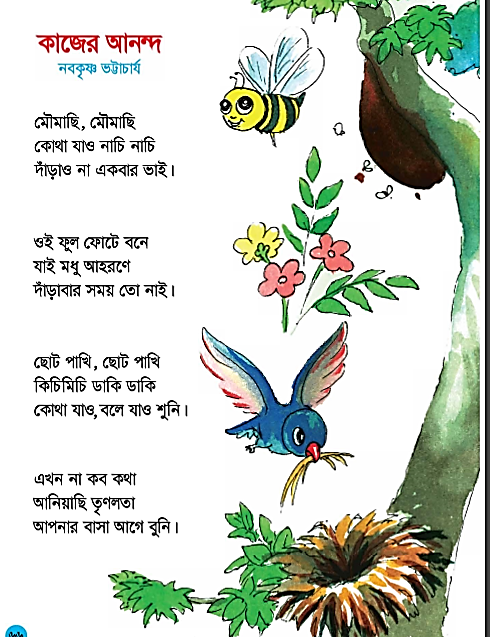 কাজের আনন্দ
নবকৃষ্ণ ভট্টাচার্য
মৌমাছি, মৌমাছি
কোথা যাও নাচি নাচি
দাঁড়াও না একবার ভাই।
ওই ফুল ফোটে বনে
যাই মধু আহরণে
দাঁড়াবার সময় তো নাই।
ছোট পাখি, ছোট পাখি
কিচিমিচি ডাকি ডাকি
কোথা যাও, বলে যাও শুনি।
এখন না কব কথা
আনিয়াছি তৃণলতা
আপনার বাসা আগে বুনি।